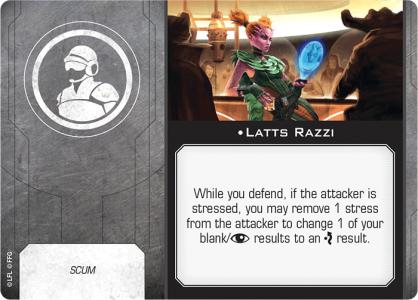 •Latts Razzi
While you defend, if the attacker is
stressed, you may remove 1 stress
from the attacker to change 1 of your
blank/ results to an result.
SCUM
© LFL © FFG